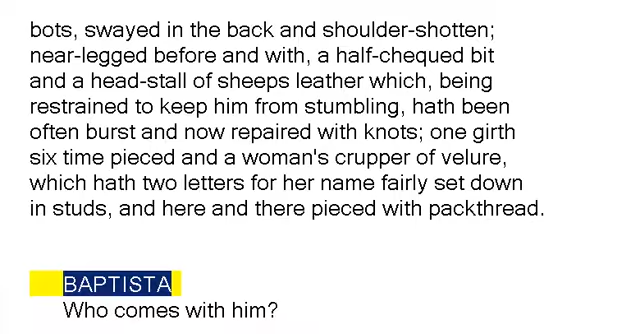 bots, swayed in the back and shoulder-shotten;
near-legged before and with, a half-chequed bit
and a head-stall of sheeps leather which, being
restrained to keep him from stumbling, hath been
often burst and now repaired with knots; one girth
six time pieced and a woman's crupper of velure,
which hath two letters for her name fairly set down
in studs, and here and there pieced with packthread.
BAPTISTA
Who comes with him?